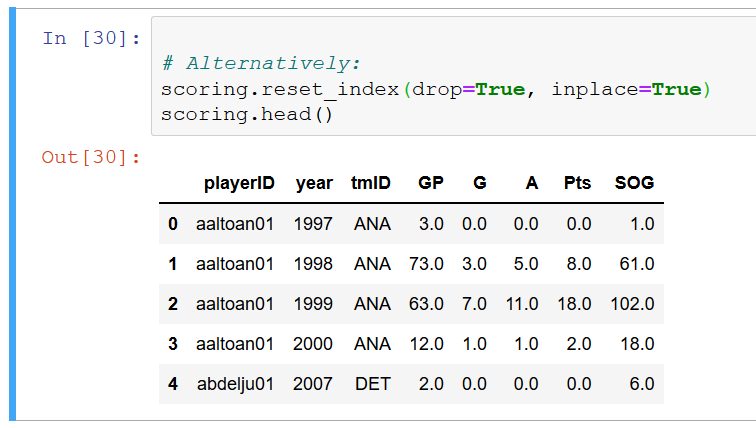 In [30]:
# Alternatively:
scoring.reset_index(drop=True, inplace=True)
scoring.head()
Out[30]:
playerID year tmID GP G A Pts SOG
0 aaltoan01 1997 ANA 3.0 0.0 0.0 0.0 1.0
1 aaltoan01 1998 ANA 73.0 3.0 5.0 8.0 61.0
2 aaltoan01 1999 ANA 63.0 7.0 11.0 18.0 102.0
3 aaltoan01 2000 ANA 12.0 1.0 1.0 2.0 18.0
4 abdelju01 2007 DET 2.0 0.0 0.0 0.0 6.0